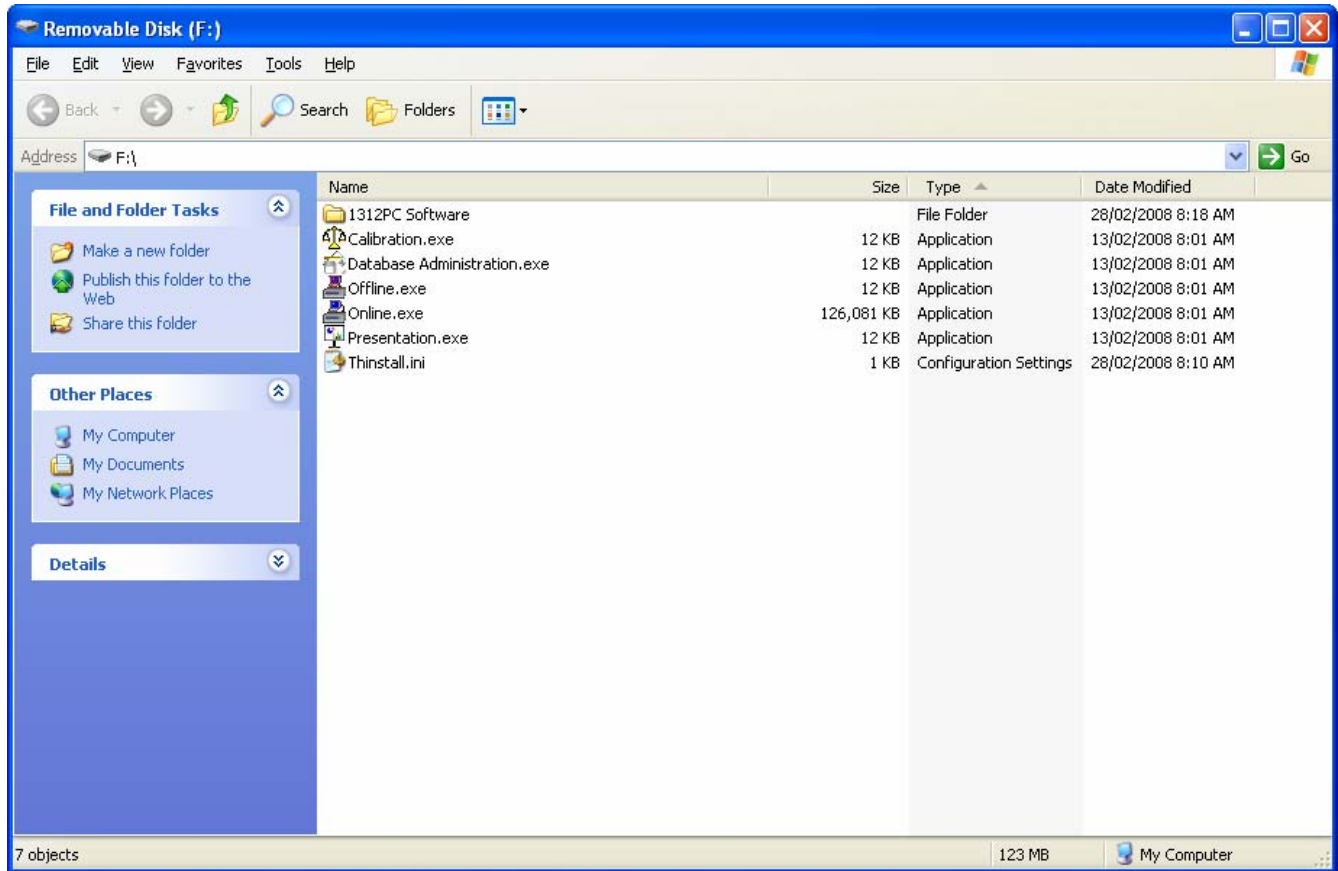 Removable Disk (F:)
File Edit View Favorites Tools Help
Back Search Folders
Address F:\ Go
File and Folder Tasks
Make a new folder
Publish this folder to the
Web
Share this folder
Other Places
My Computer
My Documents
My Network Places
Details
Name Size Type Date Modified
1312PC Software File Folder 28/02/2008 8:18 AM
Calibration.exe 12 KB Application 13/02/2008 8:01 AM
Database Administration.exe 12 KB Application 13/02/2008 8:01 AM
Offline.exe 12 KB Application 13/02/2008 8:01 AM
Online.exe 126,081 KB Application 13/02/2008 8:01 AM
Presentation.exe 12 KB Application 13/02/2008 8:01 AM
Thinstall.ini 1 KB Configuration Settings 28/02/2008 8:10 AM
7 objects 123 MB My Computer